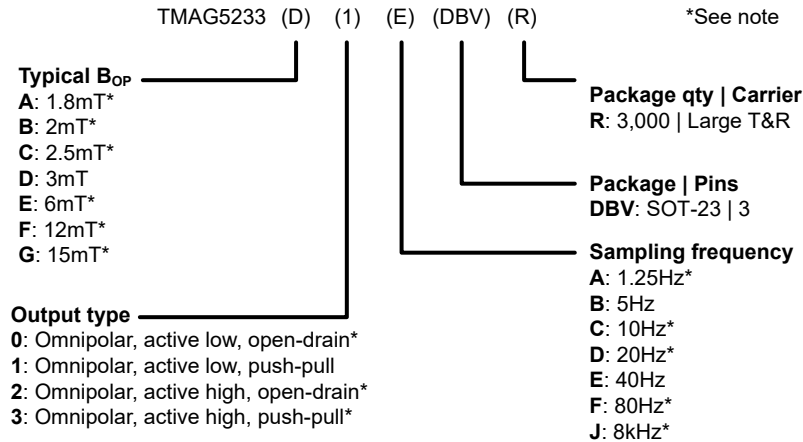 TMAG5233 (D) (1) (E) (DBV) (R) *See note
Typical BOP
A: 1.8mT*
B: 2mT*
C: 2.5mT*
D: 3mT
E: 6mT*
F: 12mT*
G: 15mT*
Output type
0: Omnipolar, active low, open-drain*
1: Omnipolar, active low, push-pull
2: Omnipolar, active high, open-drain*
3: Omnipolar, active high, push-pull*
Package qty | Carrier
R: 3,000 | Large T&R
Package | Pins
DBV: SOT-23 | 3
Sampling frequency
A: 1.25Hz*
B: 5Hz
C: 10Hz*
D: 20Hz*
E: 40Hz
F: 80Hz*
J: 8kHz*